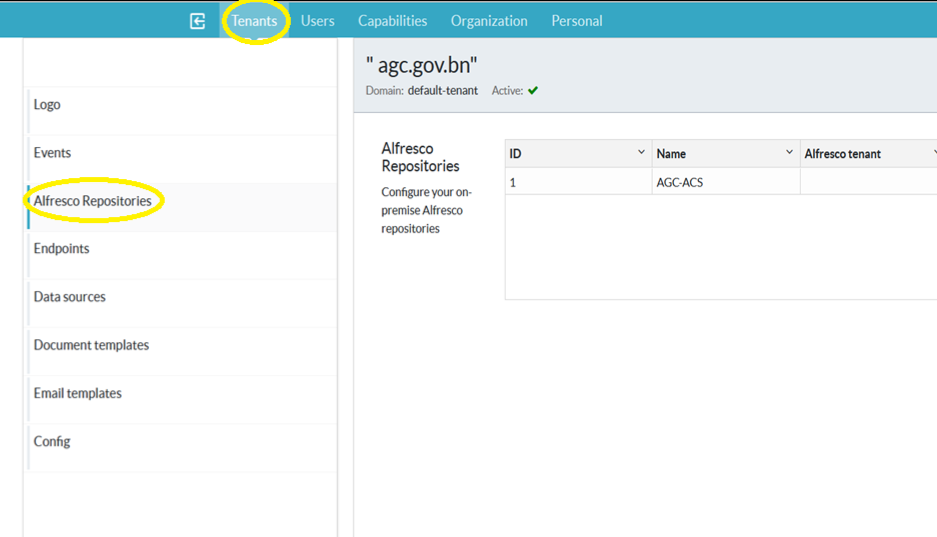 Tenants Users Capabilities Organization Personal
" agc.gov.bn"
Domain: default-tenant Active:
Logo
Events
Alfresco Repositories
Endpoints
Data sources
Document templates
Email templates
Config
Alfresco
Repositories
Configure your on-
premise Alfresco
repositories
ID Name Alfresco tenant
1 AGC-ACS